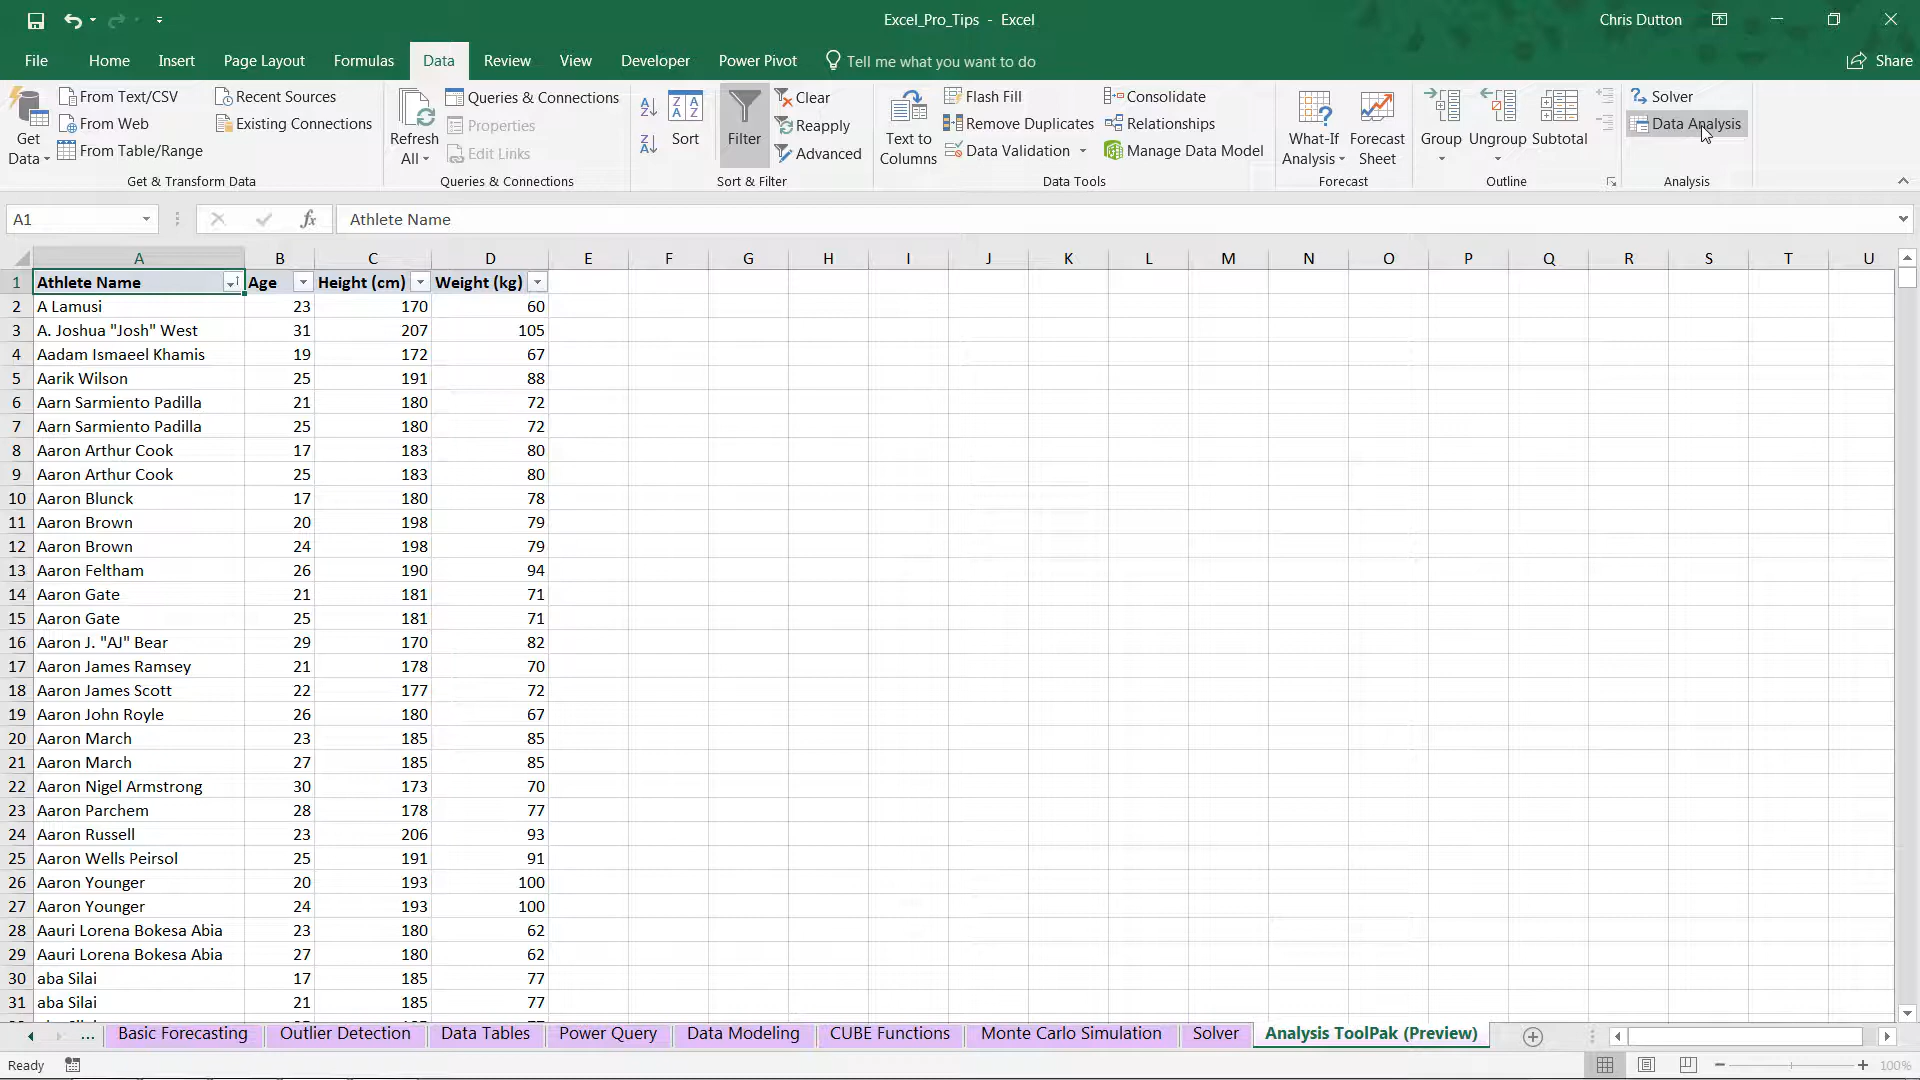 Excel_Pro_Tips - Excel
Chris Dutton
File Home Insert Page Layout Formulas Data Review View Developer Power Pivot Tell me what you want to do Share
Get Data
From Text/CSV
From Web
From Table/Range
Recent Sources
Existing Connections
Get & Transform Data
Refresh All
Queries & Connections
Properties
Edit Links
Queries & Connections
Sort
Filter
Clear
Reapply
Advanced
Sort & Filter
Text to Columns
Flash Fill
Remove Duplicates
Data Validation
Consolidate
Relationships
Manage Data Model
Data Tools
What-If Analysis
Forecast Sheet
Forecast
Group
Ungroup
Subtotal
Outline
Solver
Data Analysis
Analysis
A1 fx Athlete Name
A B C D E F G H I J K L M N O P Q R S T U
1 Athlete Name Age Height (cm) Weight (kg)
2 A Lamusi 23 170 60
3 A. Joshua "Josh" West 31 207 105
4 Aadam Ismaeel Khamis 19 172 67
5 Aarik Wilson 25 191 88
6 Aarn Sarmiento Padilla 21 180 72
7 Aarn Sarmiento Padilla 25 180 72
8 Aaron Arthur Cook 17 183 80
9 Aaron Arthur Cook 25 183 80
10 Aaron Blunck 17 180 78
11 Aaron Brown 20 198 79
12 Aaron Brown 24 198 79
13 Aaron Feltham 26 190 94
14 Aaron Gate 21 181 71
15 Aaron Gate 25 181 71
16 Aaron J. "AJ" Bear 29 170 82
17 Aaron James Ramsey 21 178 70
18 Aaron James Scott 22 177 72
19 Aaron John Royle 26 180 67
20 Aaron March 23 185 85
21 Aaron March 27 185 85
22 Aaron Nigel Armstrong 30 173 70
23 Aaron Parchem 28 178 77
24 Aaron Russell 23 206 93
25 Aaron Wells Peirsol 25 191 91
26 Aaron Younger 20 193 100
27 Aaron Younger 24 193 100
28 Aauri Lorena Bokesa Abia 23 180 62
29 Aauri Lorena Bokesa Abia 27 180 62
30 aba Silai 17 185 77
31 aba Silai 21 185 77
... Basic Forecasting Outlier Detection Data Tables Power Query Data Modeling CUBE Functions Monte Carlo Simulation Solver Analysis ToolPak (Preview)
Ready
100%